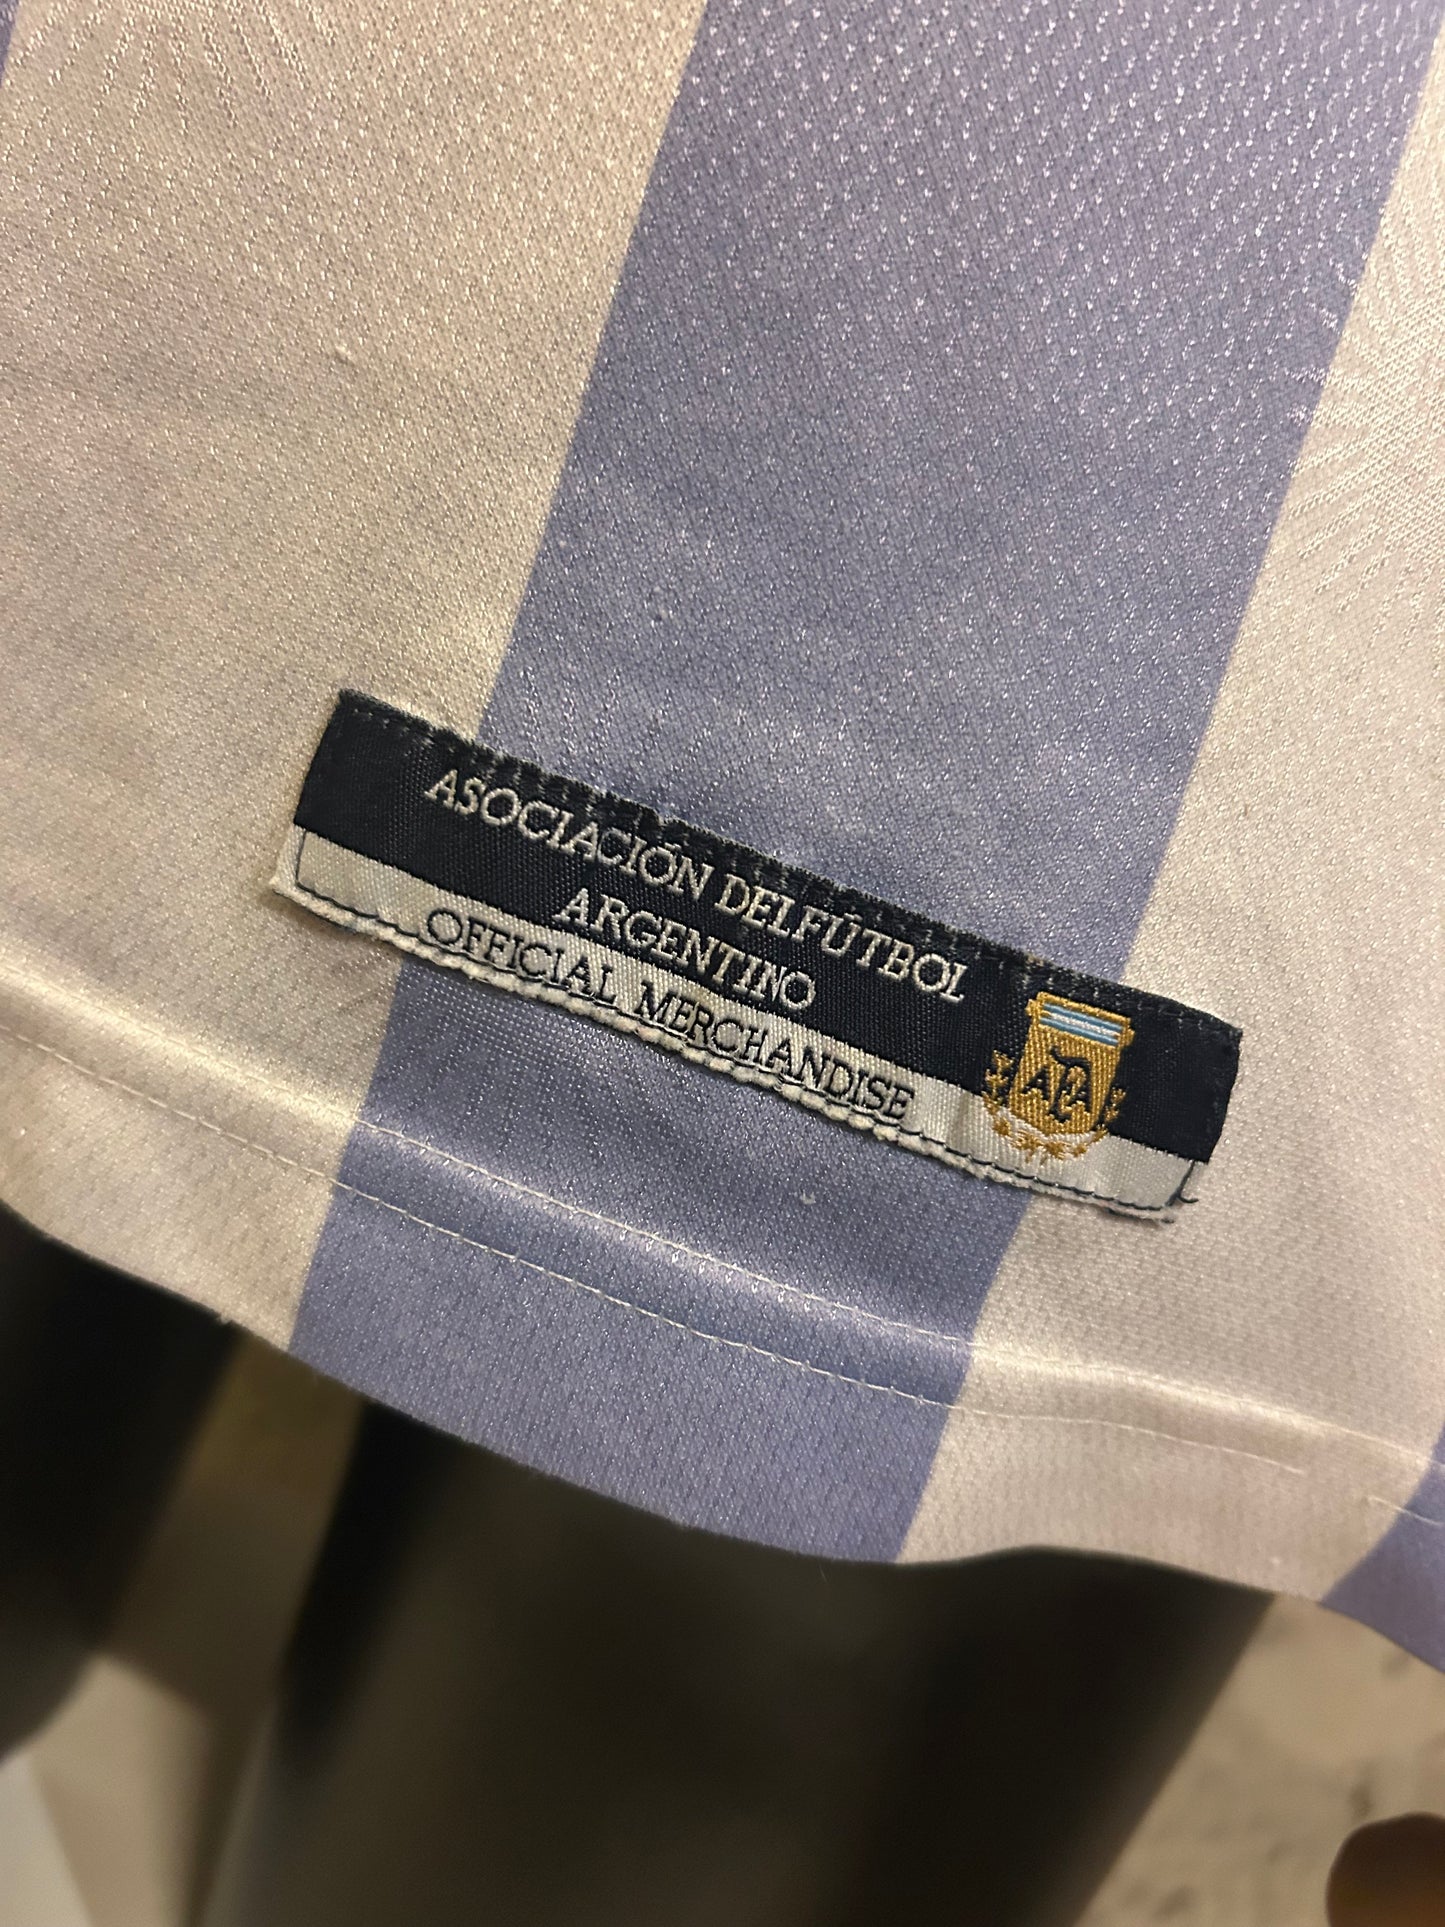 ASOCIACIÓN DELFÚTBOL
ARGENTINO
OFFICIAL MERCHANDISE
AFA